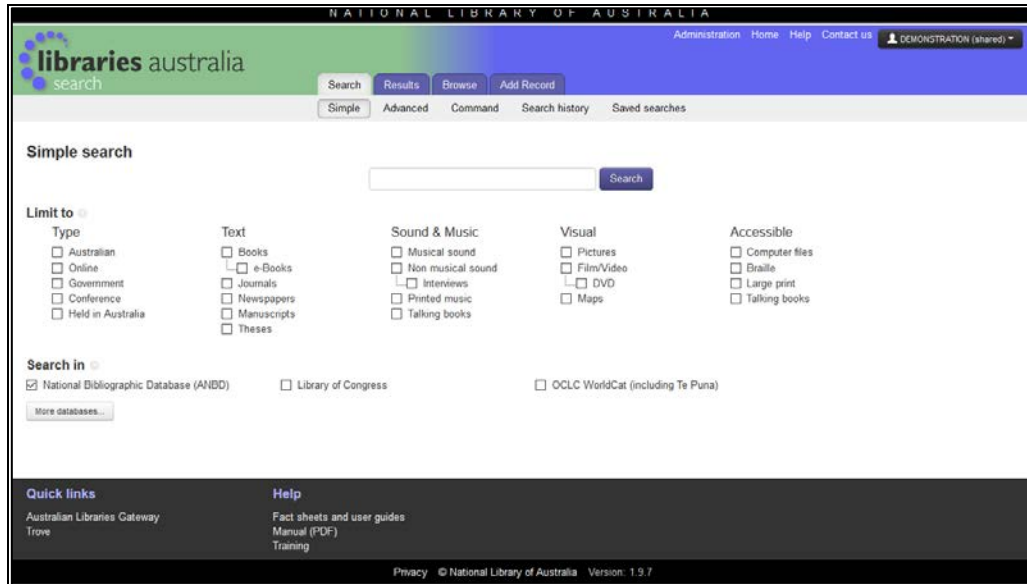 NATIONAL LIBRARY OF AUSTRALIA
Administration Home Help Contact us DEMONSTRATION (shared)
libraries australia
search
Search Results Browse Add Record
Simple Advanced Command Search history Saved searches
Simple search
Search
Limit to
Type Text Sound & Music Visual Accessible
Australian Books Musical sound Pictures Computer files
Online e-Books Non musical sound Film/Video Braille
Government Journals Interviews DVD Large print
Conference Newspapers Printed music Maps Talking books
Held in Australia Manuscripts Talking books
Theses
Search in
National Bibliographic Database (ANBD) Library of Congress OCLC WorldCat (including Te Puna)
More databases...
Quick links Help
Australian Libraries Gateway Fact sheets and user guides
Trove Manual (PDF)
Training
Privacy © National Library of Australia Version: 1.9.7